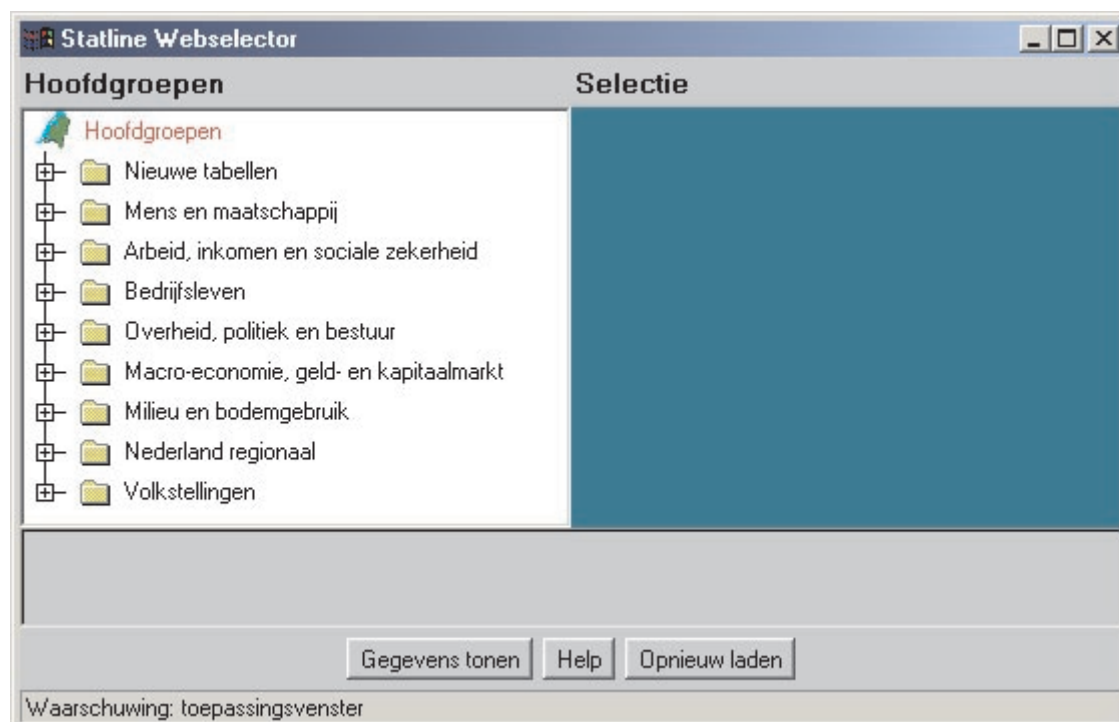 Statline Webselector
Hoofdgroepen
Selectie
Hoofdgroepen
Nieuwe tabellen
Mens en maatschappij
Arbeid, inkomen en sociale zekerheid
Bedrijfsleven
Overheid, politiek en bestuur
Macro-economie, geld- en kapitaalmarkt
Milieu en bodemgebruik
Nederland regionaal
Volkstellingen
Gegevens tonen
Help
Opnieuw laden
Waarschuwing: toepassingsvenster